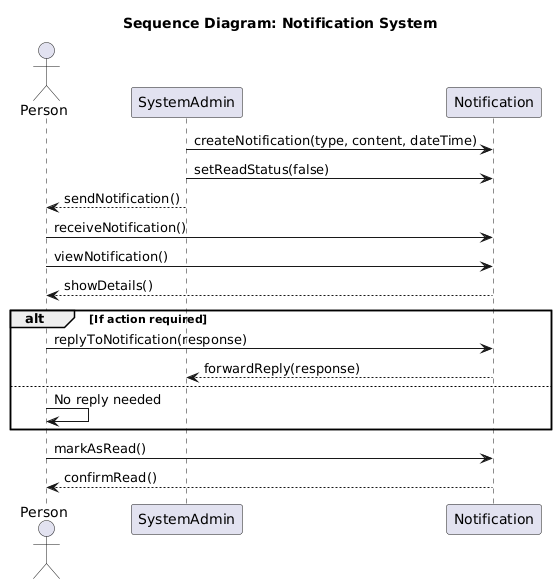 Sequence Diagram: Notification System
Person
SystemAdmin
Notification
createNotification(type, content, dateTime)
setReadStatus(false)
sendNotification()
receiveNotification()
viewNotification()
showDetails()
alt [If action required]
replyToNotification(response)
forwardReply(response)
No reply needed
markAsRead()
confirmRead()
Person
SystemAdmin
Notification